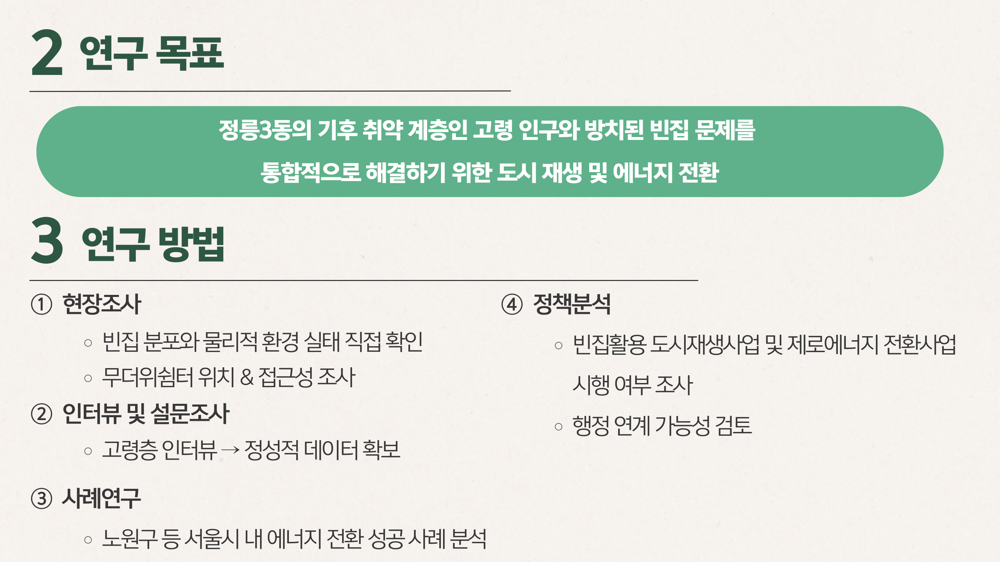 2 연구 목표
정릉3동의 기후 취약 계층인 고령 인구와 방치된 빈집 문제를
통합적으로 해결하기 위한 도시 재생 및 에너지 전환
3 연구 방법
① 현장조사
○ 빈집 분포와 물리적 환경 실태 직접 확인
○ 무더위쉼터 위치 & 접근성 조사
② 인터뷰 및 설문조사
○ 고령층 인터뷰 → 정성적 데이터 확보
③ 사례연구
○ 노원구 등 서울시 내 에너지 전환 성공 사례 분석
④ 정책분석
○ 빈집활용 도시재생사업 및 제로에너지 전환사업
시행 여부 조사
○ 행정 연계 가능성 검토